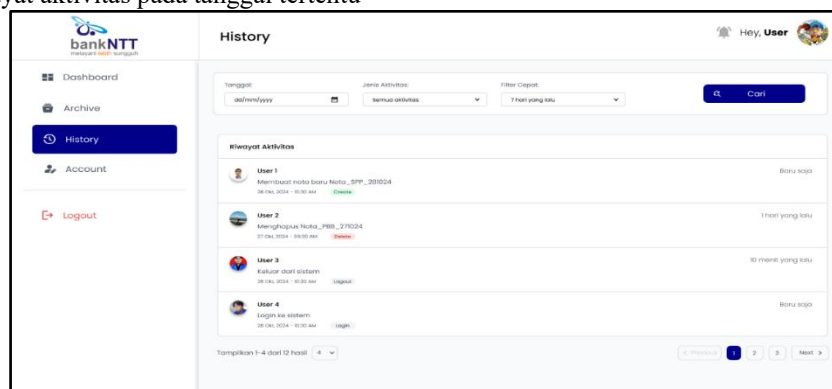 yat aktivitas pada tanggal tertentu
bankNTT
melayani lebih sungguh
History
Hey, User
Dashboard
Archive
History
Account
Logout
Tanggal:
dd/mm/yyyy
Jenis Aktivitas:
Semua aktivitas
Filter Cepat:
7 hari yang lalu
Cari
Riwayat Aktivitas
User 1
Baru saja
Membuat nota baru Nota_SPP_281024
28 Okt, 2024 - 10:30 AM
Create
User 2
1 hari yang lalu
Menghapus Nota_PBB_271024
27 Okt, 2024 - 09:00 AM
Delete
User 3
10 menit yang lalu
Keluar dari sistem
28 Okt, 2024 - 10:20 AM
Logout
User 4
Baru saja
Login ke sistem
28 Okt, 2024 - 10:30 AM
Login
Tampilkan 1-4 dari 12 hasil
4
< Previous
1
2
3
Next >